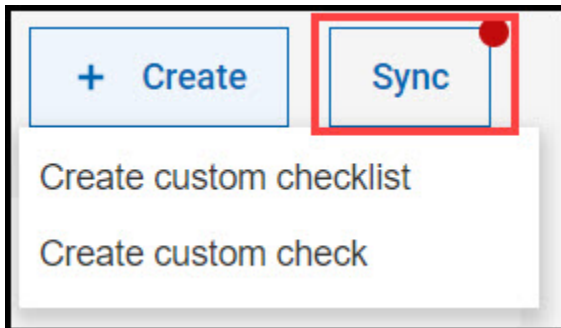 + Create
Sync
Create custom checklist
Create custom check